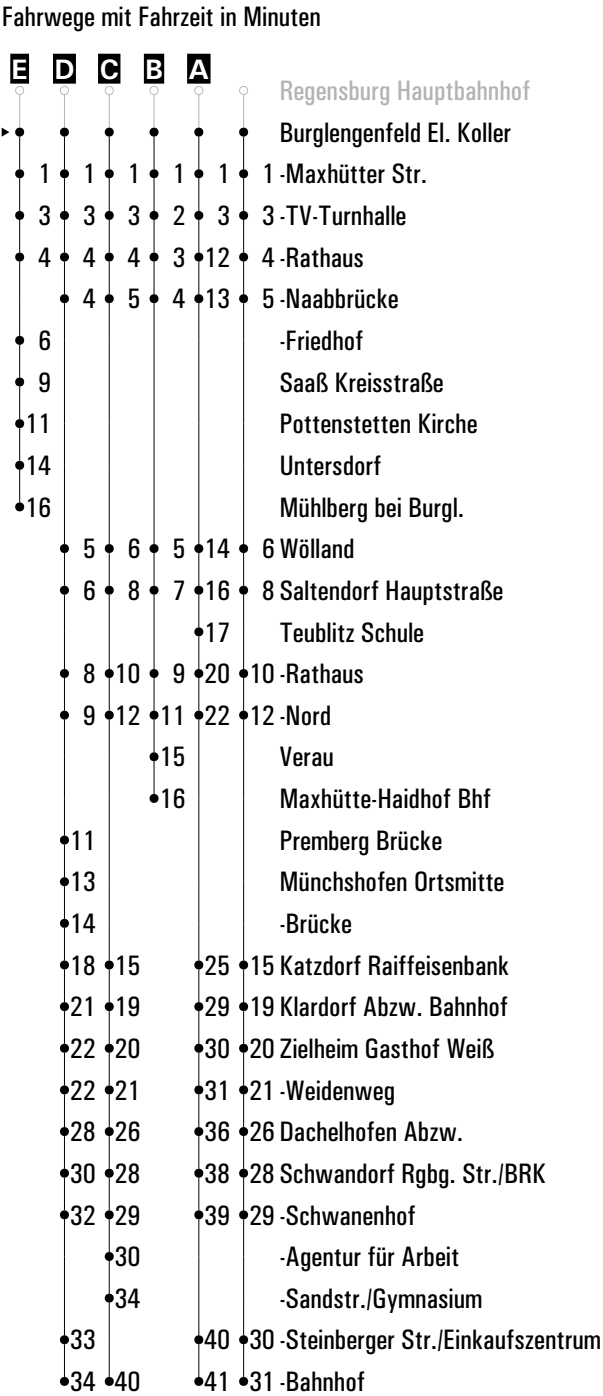 Fahrwege mit Fahrzeit in Minuten
E D C B A
Regensburg Hauptbahnhof
Burglengenfeld El. Koller
1 1 1 1 1 1 -Maxhütter Str.
3 3 3 2 3 3 -TV-Turnhalle
4 4 4 3 12 4 -Rathaus
4 5 4 13 5 -Naabbrücke
6 -Friedhof
9 Saaß Kreisstraße
11 Pottenstetten Kirche
14 Untersdorf
16 Mühlberg bei Burgl.
5 6 5 14 6 Wölland
6 8 7 16 8 Saltendorf Hauptstraße
17 Teublitz Schule
8 10 9 20 10 -Rathaus
9 12 11 22 12 -Nord
15 Verau
16 Maxhütte-Haidhof Bhf
11 Premberg Brücke
13 Münchshofen Ortsmitte
14 -Brücke
18 15 25 15 Katzdorf Raiffeisenbank
21 19 29 19 Klardorf Abzw. Bahnhof
22 20 30 20 Zielheim Gasthof Weiß
22 21 31 21 -Weidenweg
28 26 36 26 Dachelhofen Abzw.
30 28 38 28 Schwandorf Rgbg. Str./BRK
32 29 39 29 -Schwanenhof
30 -Agentur für Arbeit
34 -Sandstr./Gymnasium
33 40 30 -Steinberger Str./Einkaufszentrum
34 40 41 31 -Bahnhof